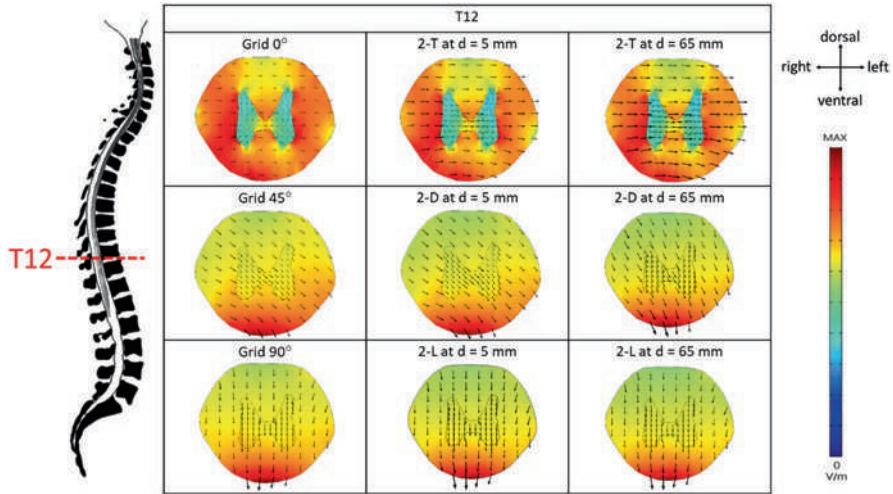 T12
T12
Grid 0°
2-T at d = 5 mm
2-T at d = 65 mm
Grid 45°
2-D at d = 5 mm
2-D at d = 65 mm
Grid 90°
2-L at d = 5 mm
2-L at d = 65 mm
dorsal
right
left
ventral
MAX
0
V/m